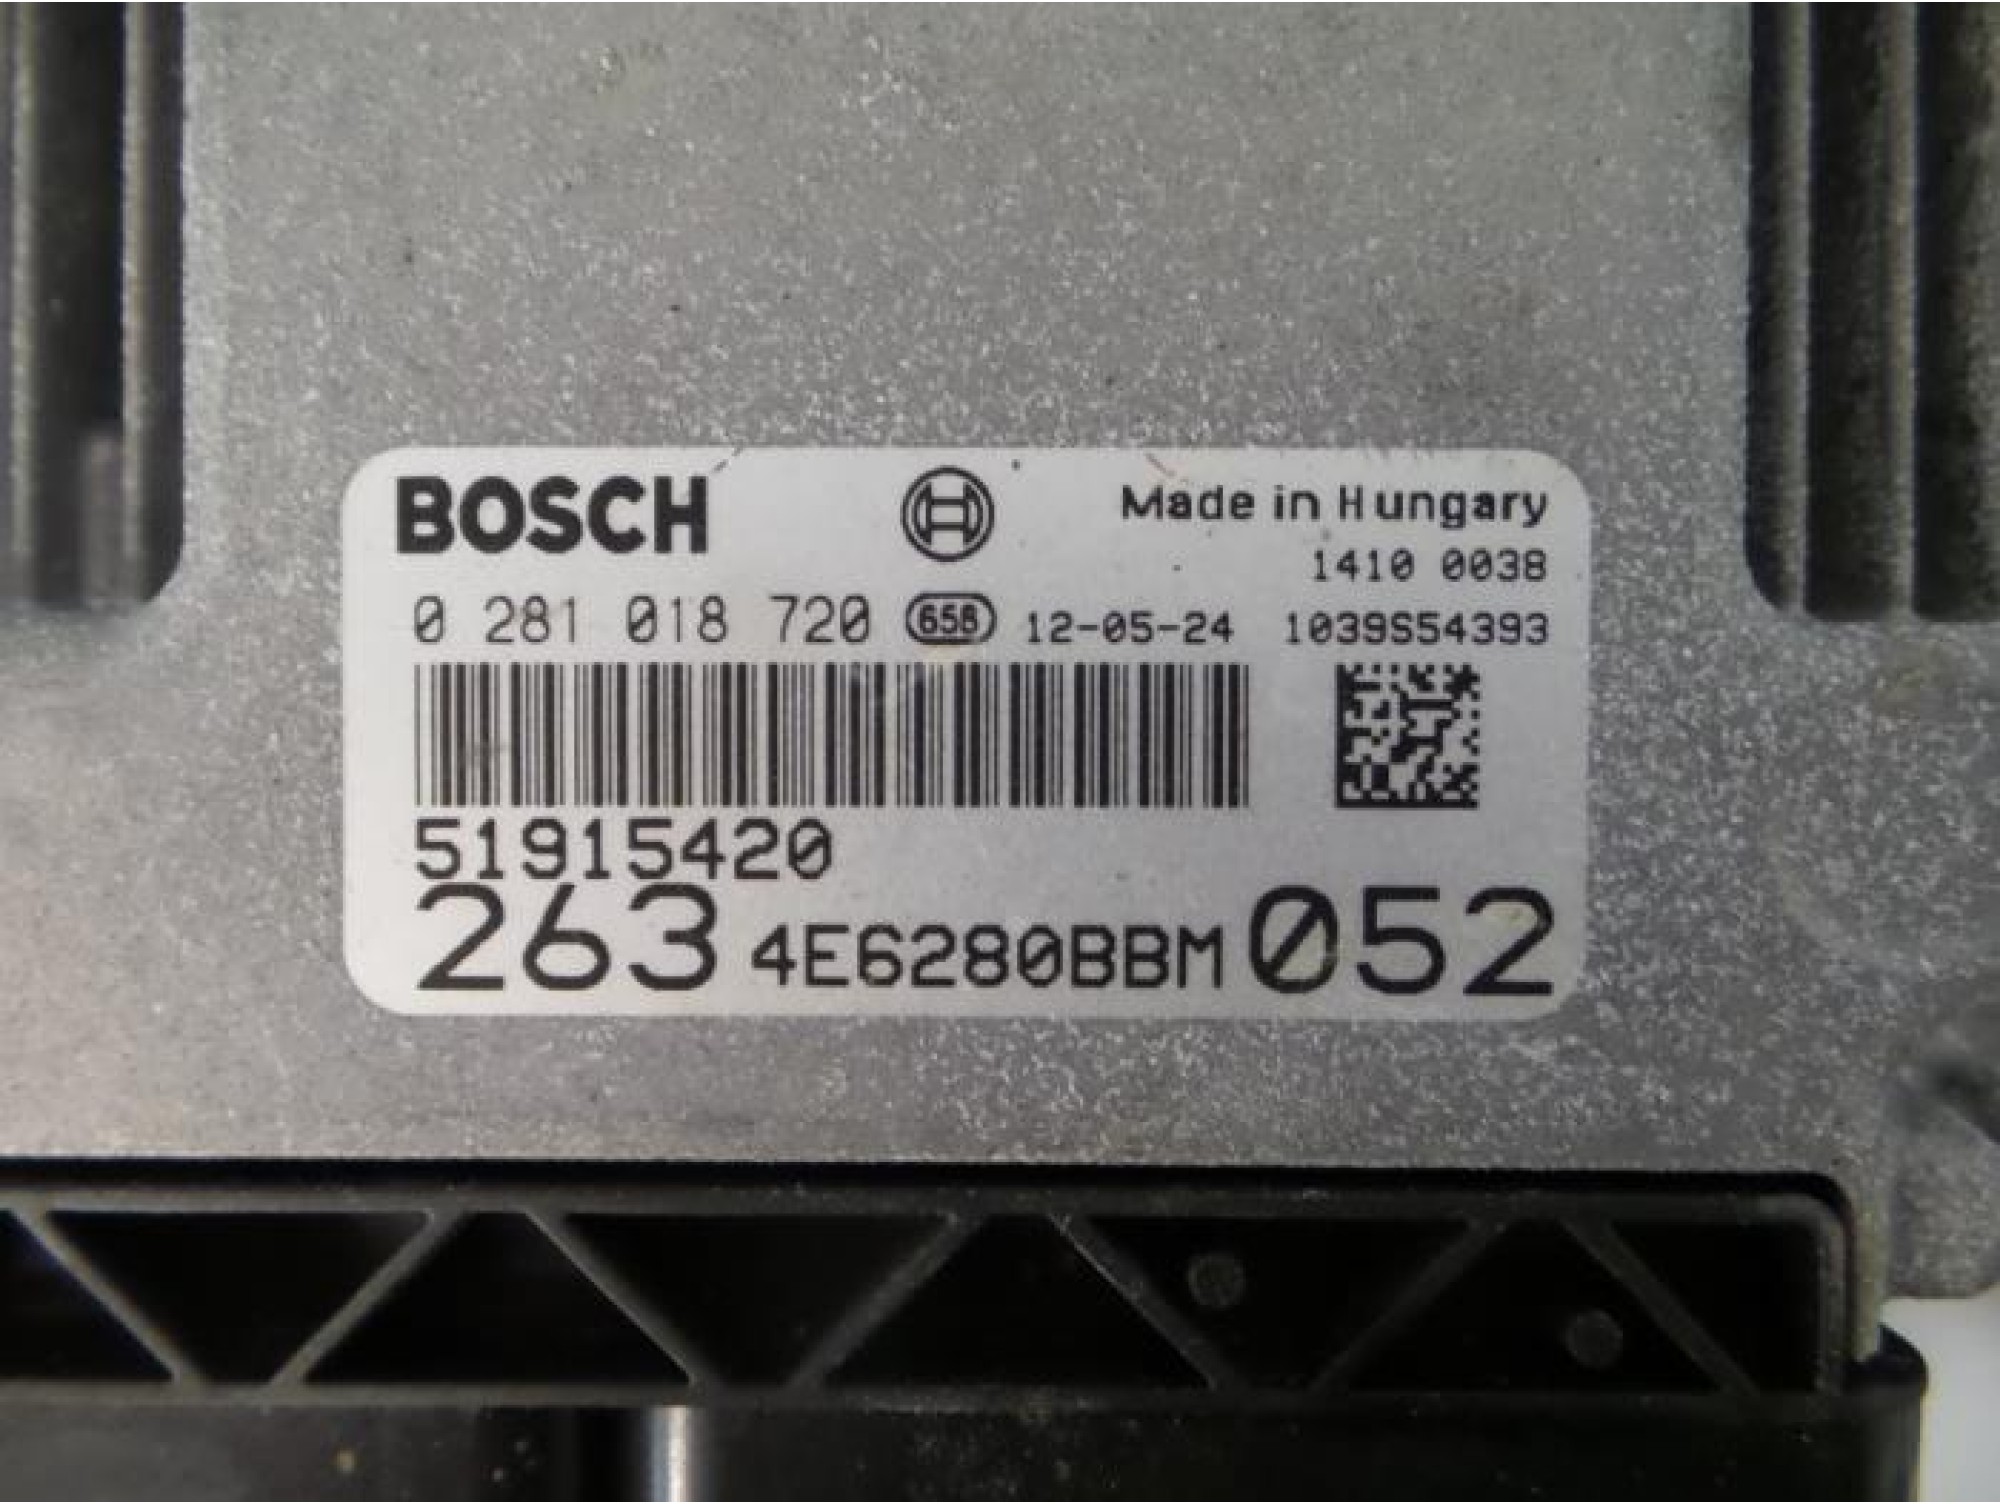 BOSCH Made in Hungary
1410 0038
0 281 018 720 658 12-05-24 1039S54393
51915420
263 4E6280BBM 052